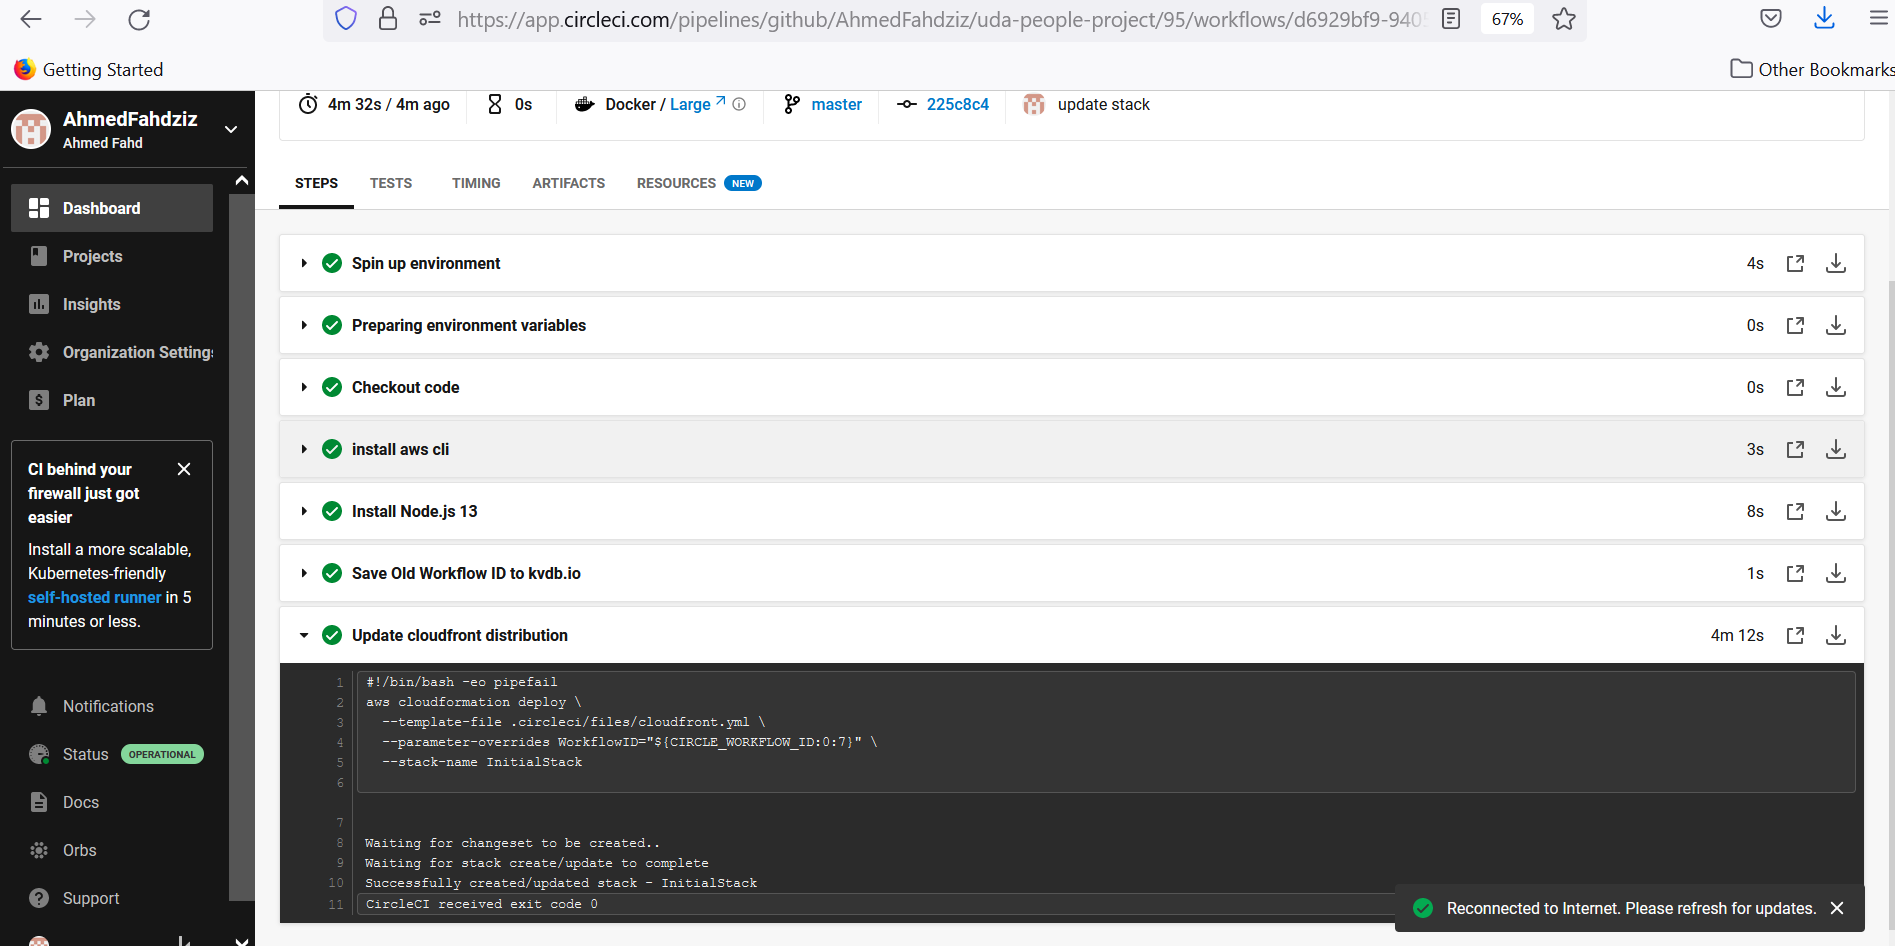 https://app.circleci.com/pipelines/github/AhmedFahdziz/uda-people-project/95/workflows/d6929bf9-9405
67%
Getting Started
Other Bookmarks
AhmedFahdziz
Ahmed Fahd
4m 32s / 4m ago
0s
Docker / Large
master
225c8c4
update stack
STEPS
TESTS
TIMING
ARTIFACTS
RESOURCES
NEW
Dashboard
Projects
Insights
Organization Settings
Plan
CI behind your
firewall just got
easier
Install a more scalable,
Kubernetes-friendly
self-hosted runner in 5
minutes or less.
Notifications
Status
OPERATIONAL
Docs
Orbs
Support
Spin up environment
4s
Preparing environment variables
0s
Checkout code
0s
install aws cli
3s
Install Node.js 13
8s
Save Old Workflow ID to kvdb.io
1s
Update cloudfront distribution
4m 12s
1 #!/bin/bash -eo pipefail
2 aws cloudformation deploy \
3 --template-file .circleci/files/cloudfront.yml \
4 --parameter-overrides WorkflowID="${CIRCLE_WORKFLOW_ID:0:7}" \
5 --stack-name InitialStack
6
7
8 Waiting for changeset to be created..
9 Waiting for stack create/update to complete
10 Successfully created/updated stack - InitialStack
11 CircleCI received exit code 0
Reconnected to Internet. Please refresh for updates.